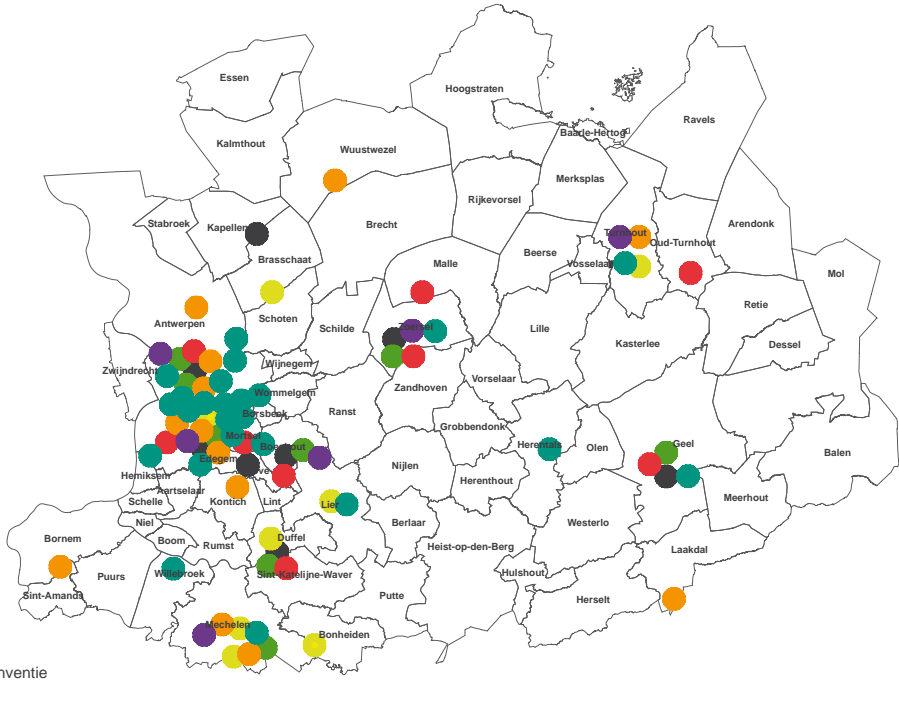 Essen
Hoogstraten
Ravels
Baarle-Hertog
Kalmthout
Wuustwezel
Merksplas
Rijkevorsel
Stabroek
Kapellen
Brecht
Arendonk
Turnhout
Oud-Turnhout
Beerse
Brasschaat
Malle
Vosselaar
Mol
Retie
Schoten
Antwerpen
Schilde
Zoersel
Lille
Kasterlee
Dessel
Wijnegem
Zwijndrecht
Vorselaar
Zandhoven
Wommelgem
Borsbeek
Ranst
Grobbendonk
Mortsel
Herentals
Olen
Geel
Boechout
Edegem
Balen
Nijlen
Hemiksem
Herenthout
Aartselaar
Schelle
Kontich
Lint
Lier
Meerhout
Niel
Berlaar
Westerlo
Bornem
Boom
Rumst
Duffel
Heist-op-den-Berg
Laakdal
Puurs
Willebroek
Sint-Katelijne-Waver
Hulshout
Sint-Amands
Putte
Herselt
Mechelen
Bonheiden
nventie